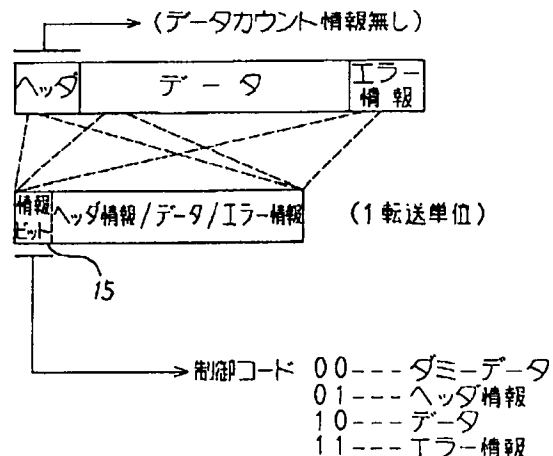 (データカウント情報無し)
ヘッダ
データ
エラー
情報
情報
ビット
ヘッダ情報/データ/エラー情報
(1転送単位)
15
制御コード 00---ダミーデータ
01---ヘッダ情報
10---データ
11---エラー情報